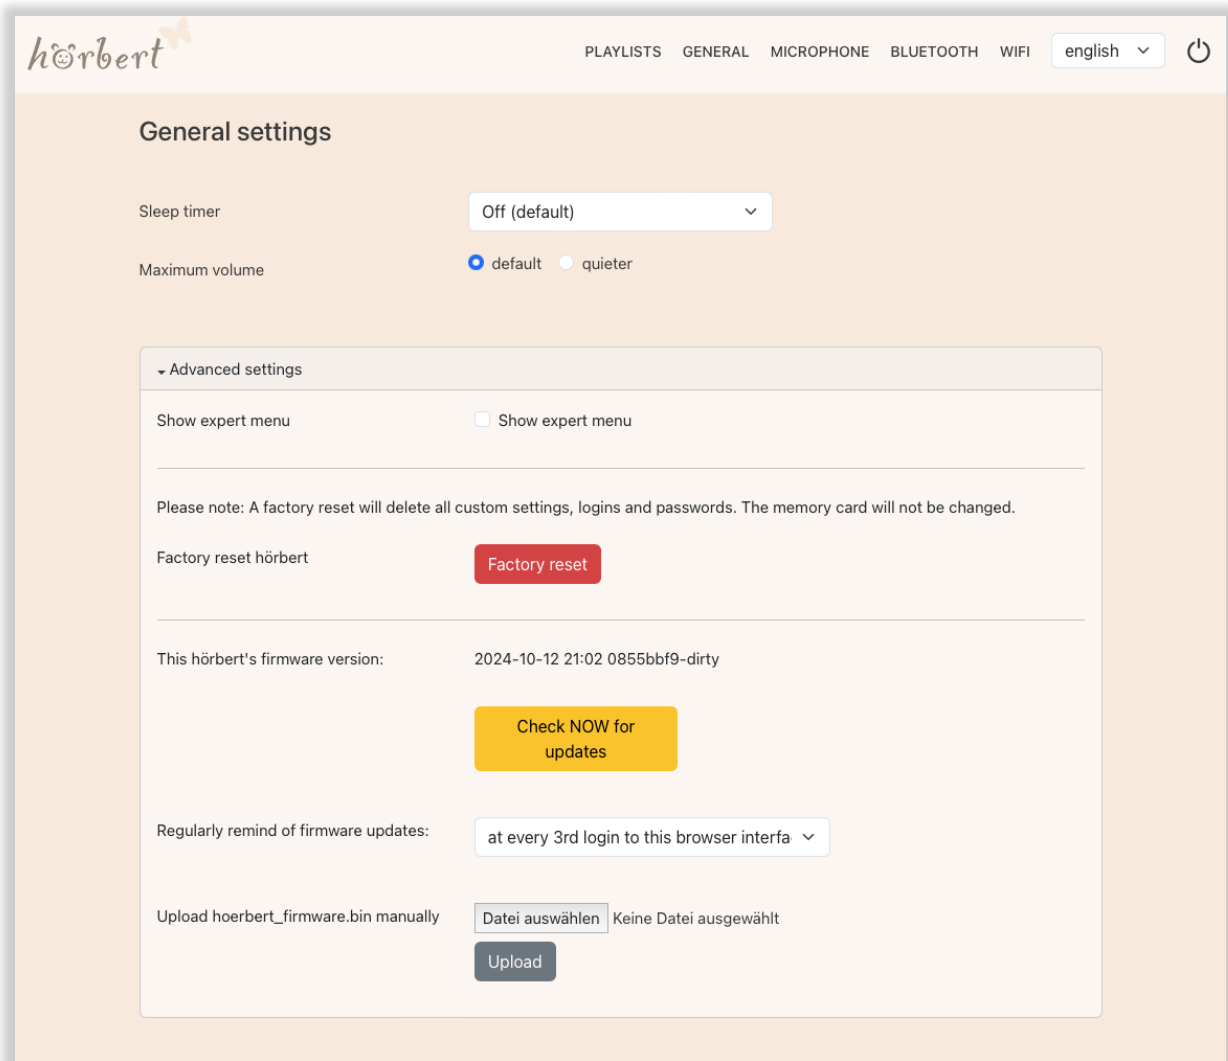 hörbert
PLAYLISTS GENERAL MICROPHONE BLUETOOTH WIFI english
General settings
Sleep timer Off (default)
Maximum volume default quieter
Advanced settings
Show expert menu Show expert menu
Please note: A factory reset will delete all custom settings, logins and passwords. The memory card will not be changed.
Factory reset hörbert Factory reset
This hörbert's firmware version: 2024-10-12 21:02 0855bbf9-dirty
Check NOW for
updates
Regularly remind of firmware updates: at every 3rd login to this browser interfa
Upload hoerbert_firmware.bin manually Datei auswählen Keine Datei ausgewählt
Upload